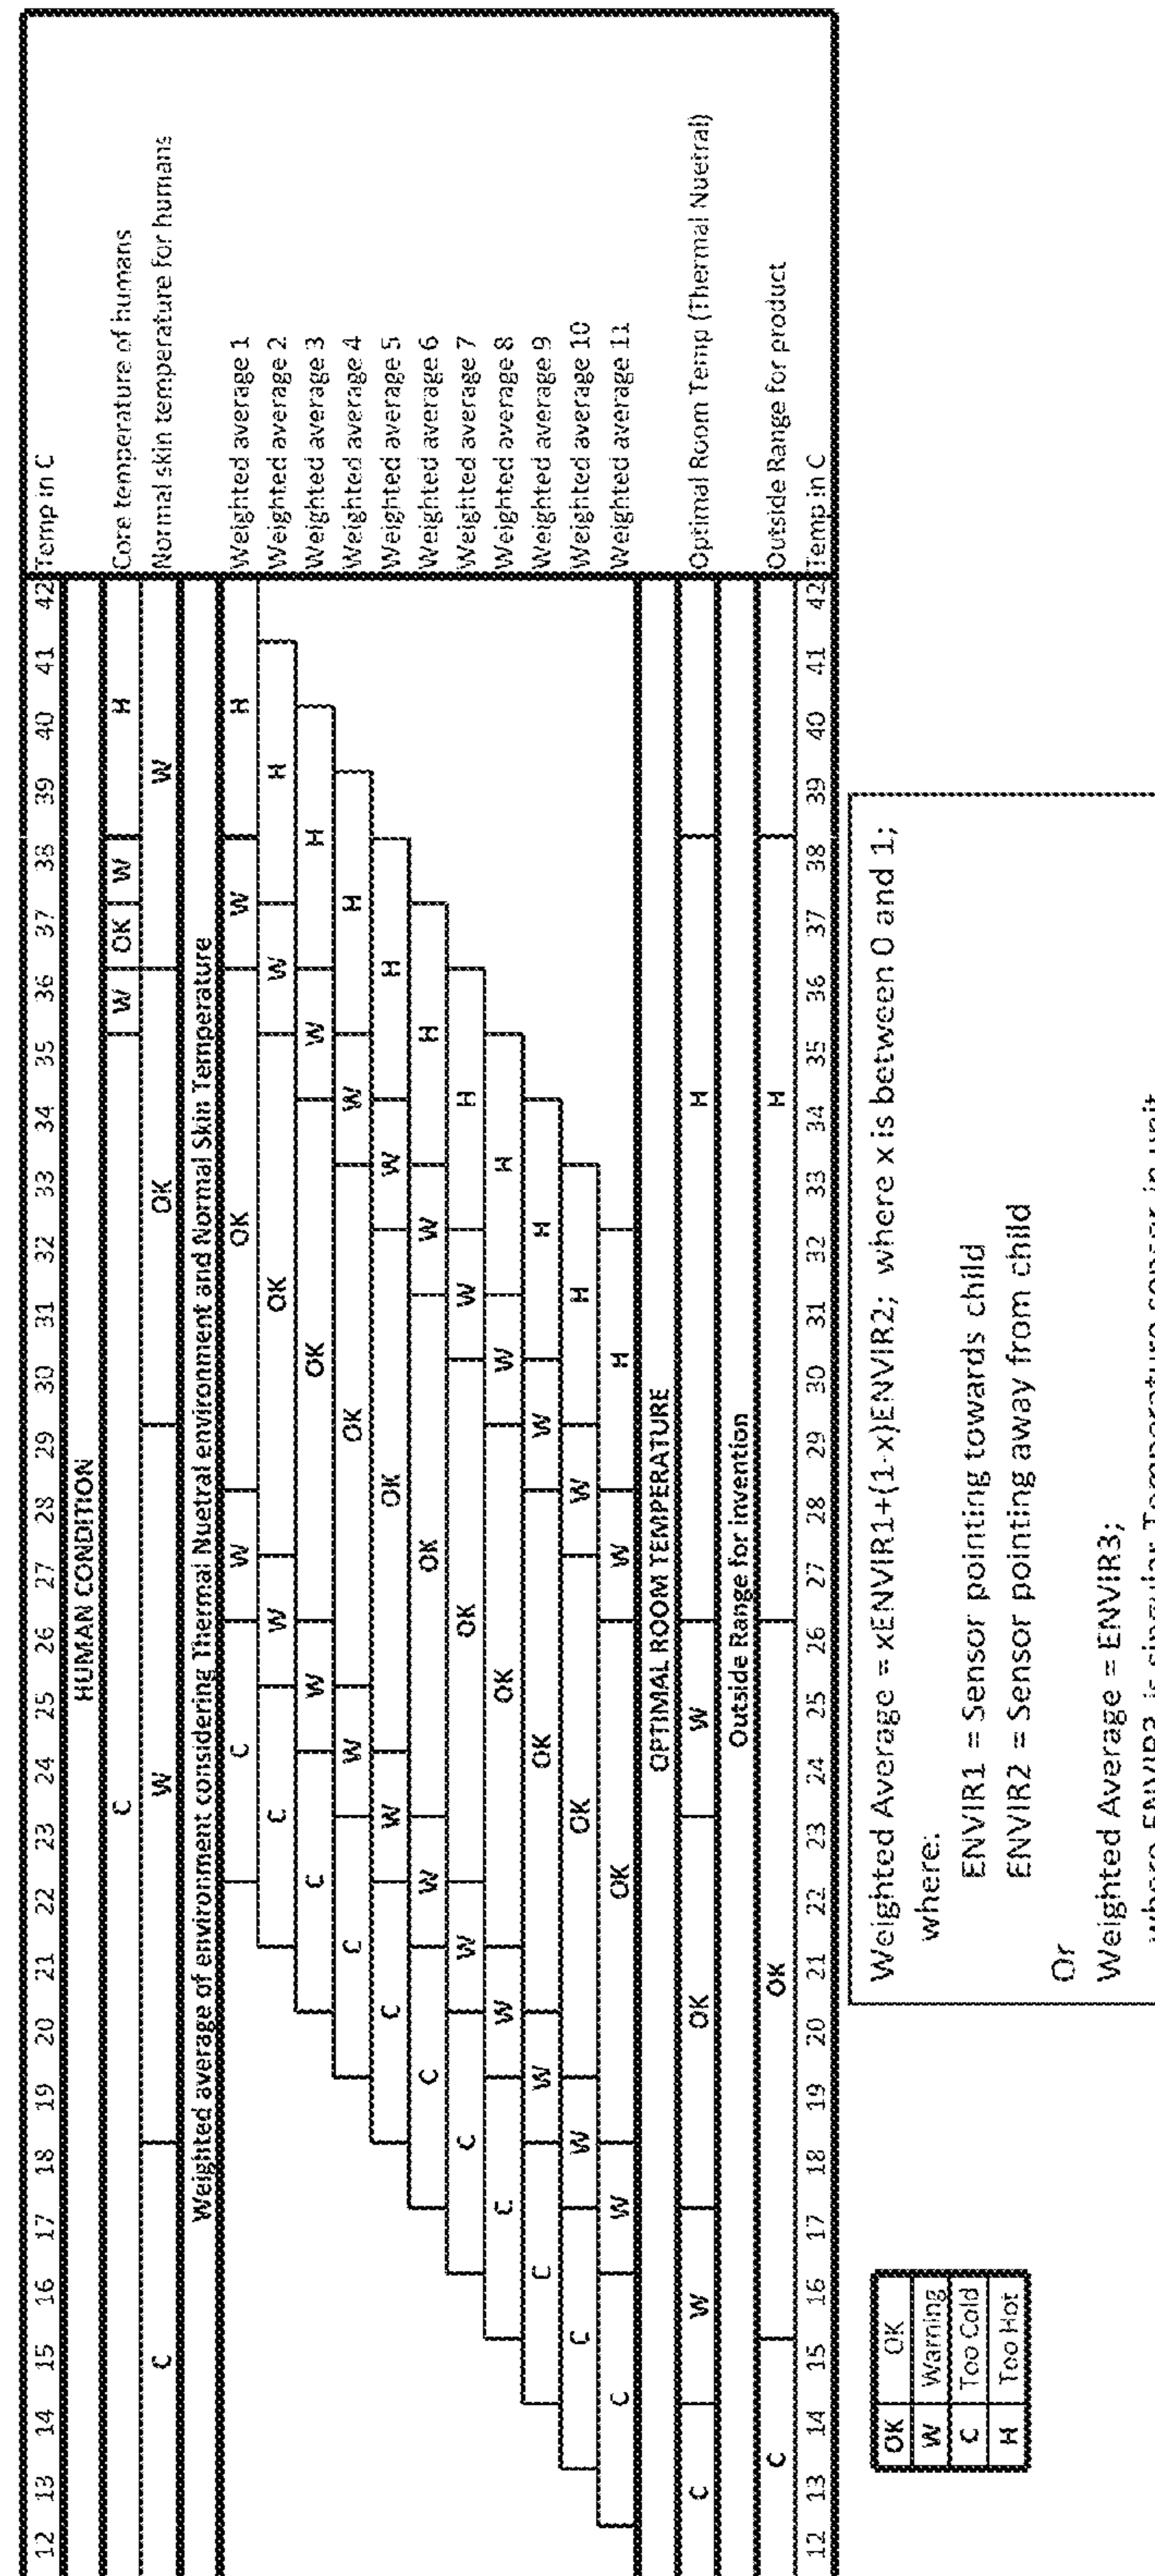 12 13 14 15 16 17 18 19 20 21 22 23 24 25 26 27 28 29 30 31 32 33 34 35 36 37 38 39 40 41 42 Temp in C
HUMAN CONDITION
C W OK W H Core temperature of humans
C W OK W Normal skin temperature for humans
Weighted average of environment considering Thermal Nuetral environment and Normal Skin Temperature
C W OK W H Weighted average 1
C W OK W H Weighted average 2
C W OK W H Weighted average 3
C W OK W H Weighted average 4
C W OK W H Weighted average 5
C W OK W H Weighted average 6
C W OK W H Weighted average 7
C W OK W H Weighted average 8
C W OK W H Weighted average 9
C W OK W H Weighted average 10
C W OK W H Weighted average 11
OPTIMAL ROOM TEMPERATURE
C W OK W H Optimal Room Temp (Thermal Nuetral)
Outside Range for invention
C OK H Outside Range for product
12 13 14 15 16 17 18 19 20 21 22 23 24 25 26 27 28 29 30 31 32 33 34 35 36 37 38 39 40 41 42 Temp in C
OK OK
W Warning
C Too Cold
H Too Hot
Weighted Average = xENVIR1+(1-x)ENVIR2; where x is between 0 and 1;
where:
ENVIR1 = Sensor pointing towards child
ENVIR2 = Sensor pointing away from child
Or
Weighted Average = ENVIR3;
where ENVIR3 is singular Temperature sensor in unit